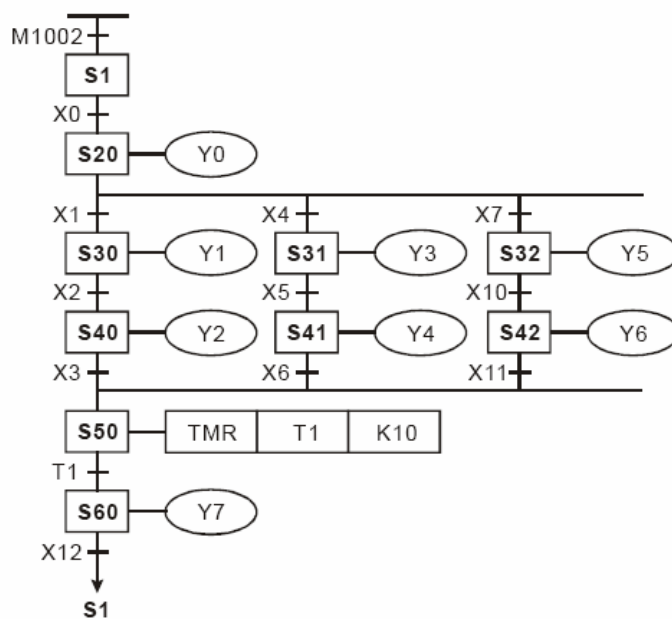 M1002
S1
X0
S20 Y0
X1 X4 X7
S30 Y1 S31 Y3 S32 Y5
X2 X5 X10
S40 Y2 S41 Y4 S42 Y6
X3 X6 X11
S50 TMR T1 K10
T1
S60 Y7
X12
S1